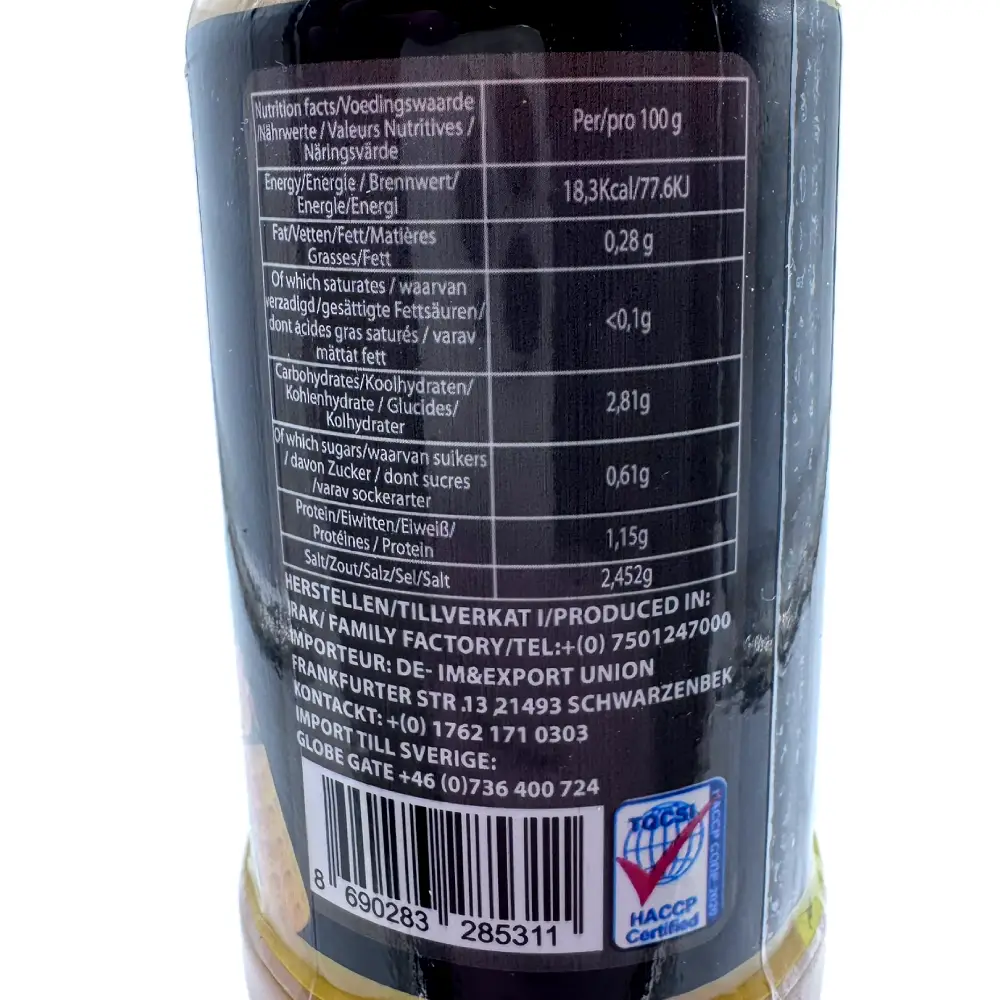 Nutrition facts/Voedingswaarde
/Nährwerte / Valeurs Nutritives /
Näringsvärde
Per/pro 100 g
Energy/Energie / Brennwert/
Energie/Energi
18,3Kcal/77.6KJ
Fat/Vetten/Fett/Matières
Grasses/Fett
0,28 g
Of which saturates / waarvan
verzadigd/gesättigte Fettsäuren/
dont acides gras saturés / varav
mättat fett
<0,1g
Carbohydrates/Koolhydraten/
Kohlenhydrate / Glucides/
Kolhydrater
2,81g
Of which sugars/waarvan suikers
/ davon Zucker / dont sucres
/varav sockerarter
0,61g
Protein/Eiwitten/Eiweiß/
Protéines / Protein
1,15g
Salt/Zout/Salz/Sel/Salt
2,452g
HERSTELLEN/TILLVERKAT I/PRODUCED IN:
IRAK/ FAMILY FACTORY/TEL:+(0) 7501247000
IMPORTEUR: DE- IM&EXPORT UNION
FRANKFURTER STR .13 ,21493 SCHWARZENBEK
KONTACKT: +(0) 1762 171 0303
IMPORT TILL SVERIGE:
GLOBE GATE +46 (0)736 400 724
8 690283 285311
TQCSI
HACCP
Certified
HACCP CODE 2020